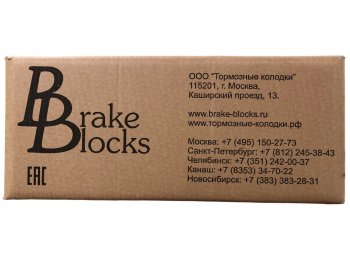 Brake
Blocks
ЕАС
ООО "Тормозные колодки"
115201, г. Москва,
Каширский проезд, 13.
www.brake-blocks.ru
www.тормозные-колодки.рф
Москва: +7 (495) 150-27-73
Санкт-Петербург: +7 (812) 245-38-43
Челябинск: +7 (351) 242-00-37
Канаш: +7 (8353) 34-70-22
Новосибирск: +7 (383) 383-28-31